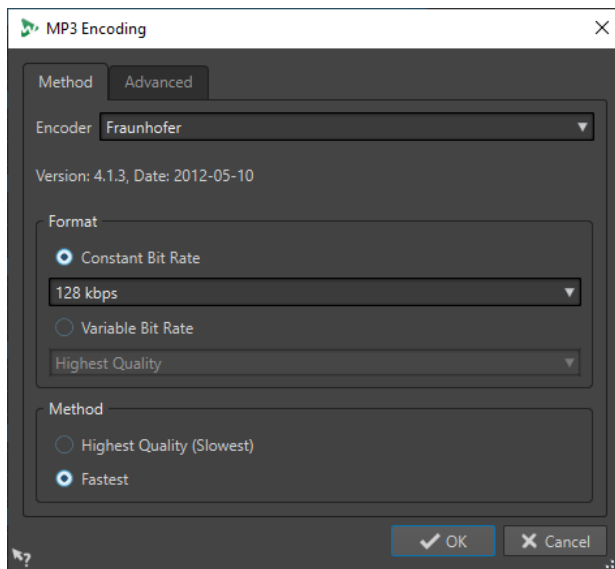 MP3 Encoding
Method Advanced
Encoder Fraunhofer
Version: 4.1.3, Date: 2012-05-10
Format
Constant Bit Rate
128 kbps
Variable Bit Rate
Highest Quality
Method
Highest Quality (Slowest)
Fastest
OK Cancel
?